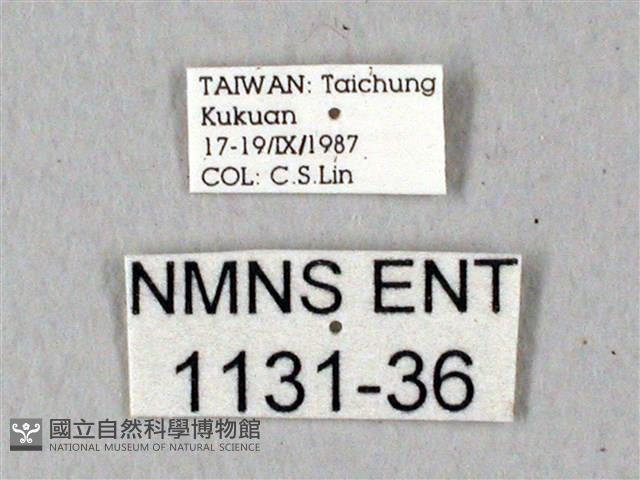 TAIWAN: Taichung
Kukuan
17-19/IX/1987
COL: C.S.Lin
NMNS ENT
1131-36
國立自然科學博物館
NATIONAL MUSEUM OF NATURAL SCIENCE